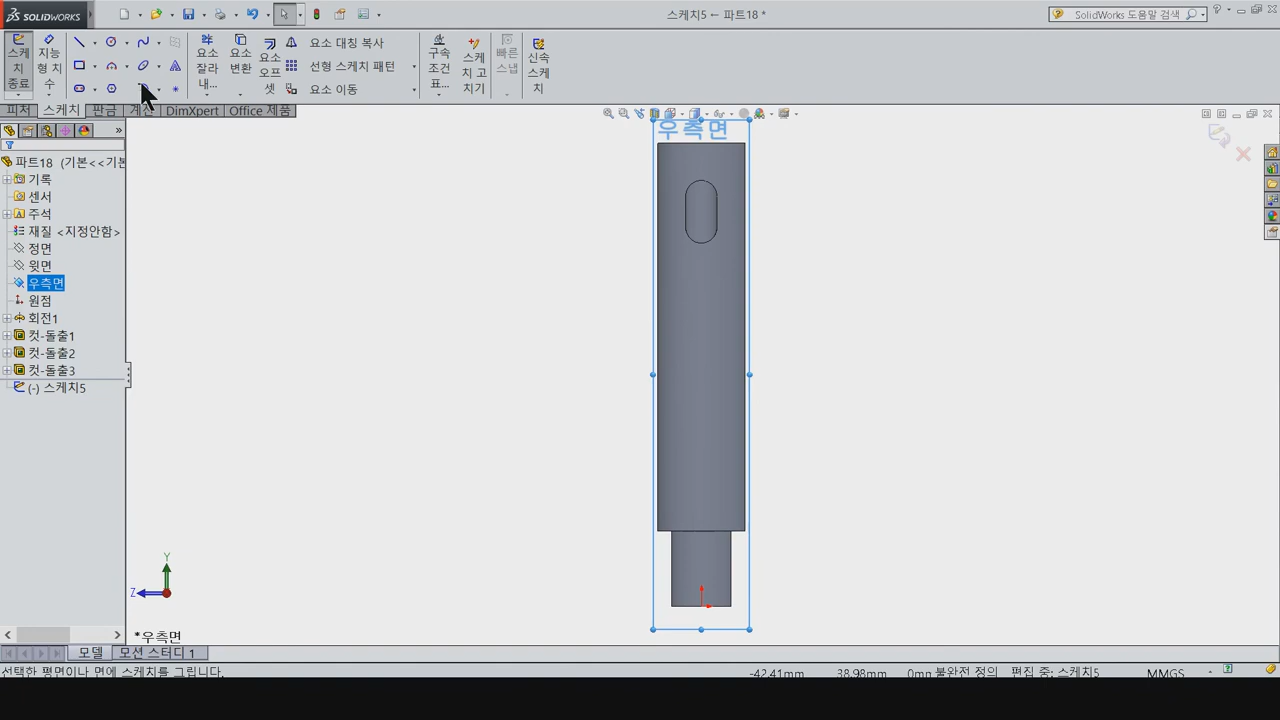 SOLIDWORKS
스케치5 ← 파트18 *
SolidWorks 도움말 검색
스케치 종료
지능형 치수
요소 잘라내...
요소 변환
요소 오프셋
요소 대칭 복사
선형 스케치 패턴
요소 이동
구속조건 표...
스케치 고치기
빠른 스냅
신속 스케치
피처
스케치
판금
계산
DimXpert
Office 제품
파트18 (기본<<기본
기록
센서
주석
재질 <지정안함>
정면
윗면
우측면
원점
회전1
컷-돌출1
컷-돌출2
컷-돌출3
(-) 스케치5
우측면
Y
Z
*우측면
모델
모션 스터디 1
선택한 평면이나 면에 스케치를 그립니다.
-42.41mm
38.98mm
0mm 불완전 정의
편집 중: 스케치5
MMGS